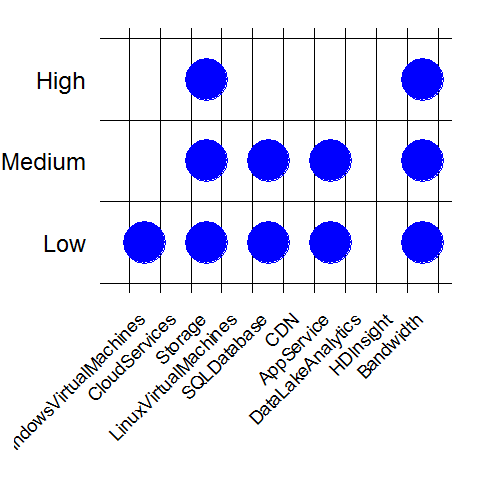 High
Medium
Low
ndowsVirtualMachines
CloudServices
Storage
LinuxVirtualMachines
SQLDatabase
CDN
AppService
DataLakeAnalytics
HDInsight
Bandwidth